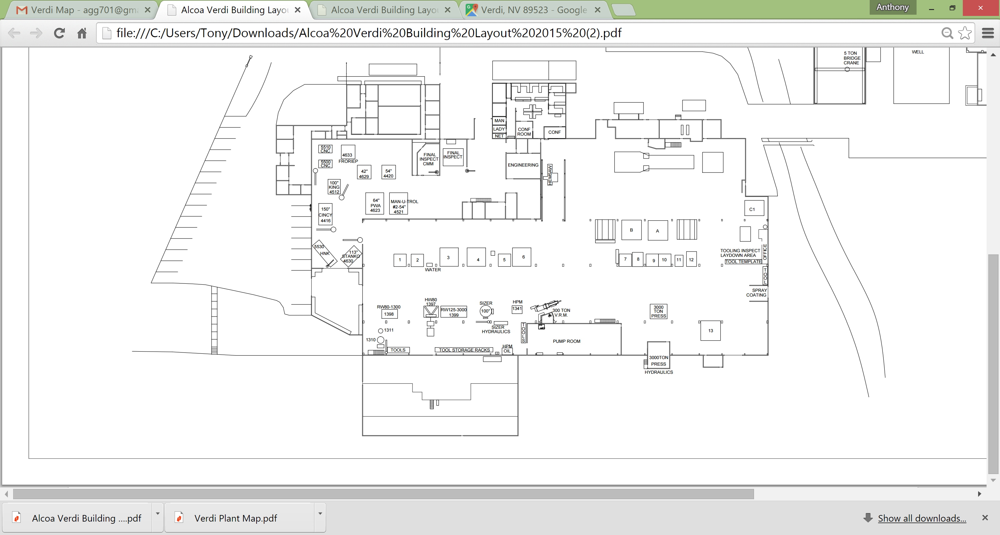 Verdi Map - agg701@gma
Alcoa Verdi Building Layou
Alcoa Verdi Building Layou
Verdi, NV 89523 - Google
Anthony
file:///C:/Users/Tony/Downloads/Alcoa%20Verdi%20Building%20Layout%202015%20(2).pdf
5 TON
BRIDGE
CRANE
WELL
MAN
LADY
NET
CONF
ROOM
CONF
5510
CNC
4633
FRORIEP
5500
CNC
FINAL
INSPECT
CMM
FINAL
INSPECT
ENGINEERING
HEMSAW
42"
4629
54"
4420
100"
KING
4512
64"
PWA
4623
MAN-U-TROL
#2-54"
4521
150"
CINCY
4416
C1
B
A
5530
HNK
113"
STANKO
4630
1
2
3
4
5
6
WATER
7
8
9
10
11
12
TOOLING INSPECT
LAYDOWN AREA
OFFICE
TOOL TEMPLATE
TOOL
SPRAY
COATING
RW80-1300
1398
HW80
1397
RW125-3000
1399
SIZER
100"
HPM
1341
300 TON
V.R.M.
3000
TON
PRESS
SIZER
HYDRAULICS
TOOLS
1311
1310
13
PUMP ROOM
TOOLS
TOOL STORAGE RACKS
HPM
OIL
3000TON
PRESS
HYDRAULICS
Alcoa Verdi Building ....pdf
Verdi Plant Map.pdf
Show all downloads...